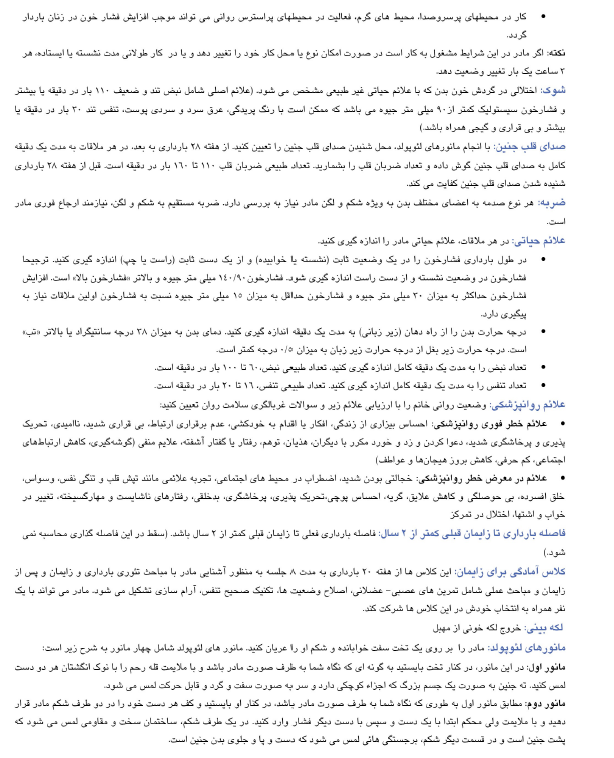 • کار در محیطهای پرسروصدا، محیط های گرم، فعالیت در محیطهای پراسترس روانی می تواند موجب افزایش فشار خون در زنان باردار
گردد.
نکته: اگر مادر در این شرایط مشغول به کار است در صورت امکان نوع یا محل کار خود را تغییر دهد و یا در کار طولانی مدت نشسته یا ایستاده، هر
۲ ساعت یک بار تغییر وضعیت دهد.
شوک: اختلالی در گردش خون بدن که با علائم حیاتی غیر طبیعی مشخص می شود. (علائم اصلی شامل نبض تند و ضعیف ۱۱۰ بار در دقیقه یا بیشتر
و فشارخون سیستولیک کمتر از۹۰ میلی متر جیوه می باشد که ممکن است با رنگ پریدگی، عرق سرد و سردی پوست، تنفس تند ۳۰ بار در دقیقه یا
بیشتر و بی قراری و گیجی همراه باشد.)
صدای قلب جنین: با انجام مانورهای لئوپولد، محل شنیدن صدای قلب جنین را تعیین کنید. از هفته ۲۸ بارداری به بعد، در هر ملاقات به مدت یک دقیقه
کامل به صدای قلب جنین گوش داده و تعداد ضربان قلب را بشمارید. تعداد طبیعی ضربان قلب ۱۱۰ تا ۱۶۰ بار در دقیقه است. قبل از هفته ۲۸ بارداری
شنیده شدن صدای قلب جنین کفایت می کند.
ضربه: هر نوع صدمه به اعضای مختلف بدن به ویژه شکم و لگن مادر نیاز به بررسی دارد. ضربه مستقیم به شکم و لگن، نیازمند ارجاع فوری مادر
است.
علائم حیاتی: در هر ملاقات، علائم حیاتی مادر را اندازه گیری کنید.
• در طول بارداری فشارخون را در یک وضعیت ثابت (نشسته یا خوابیده) و از یک دست ثابت (راست یا چپ) اندازه گیری کنید. ترجیحا
فشارخون در وضعیت نشسته و از دست راست اندازه گیری شود. فشارخون۱۴۰/۹۰ میلی متر جیوه و بالاتر «فشارخون بالا» است. افزایش
فشارخون حداکثر به میزان ۳۰ میلی متر جیوه و فشارخون حداقل به میزان ۱۵ میلی متر جیوه نسبت به فشارخون اولین ملاقات نیاز به
پیگیری دارد.
• درجه حرارت بدن را از راه دهان (زیر زبانی) به مدت یک دقیقه اندازه گیری کنید. دمای بدن به میزان ۳۸ درجه سانتیگراد یا بالاتر «تب»
است. درجه حرارت زیر بغل از درجه حرارت زیر زبان به میزان ۰/۵ درجه کمتر است.
• تعداد نبض را به مدت یک دقیقه کامل اندازه گیری کنید. تعداد طبیعی نبض،۶۰ تا ۱۰۰ بار در دقیقه است.
• تعداد تنفس را به مدت یک دقیقه کامل اندازه گیری کنید. تعداد طبیعی تنفس، ۱۶ تا ۲۰ بار در دقیقه است.
علائم روانپزشکی: وضعیت روانی خانم را با ارزیابی علائم زیر و سوالات غربالگری سلامت روان تعیین کنید:
• علائم خطر فوری روانپزشکی: احساس بیزاری از زندگی، افکار یا اقدام به خودکشی، عدم برقراری ارتباط، بی قراری شدید، ناامیدی، تحریک
پذیری و پرخاشگری شدید، دعوا کردن و زد و خورد مکرر با دیگران، هذیان، توهم، رفتار یا گفتار آشفته، علایم منفی (گوشه‌گیری، کاهش ارتباط‌های
اجتماعی، کم حرفی، کاهش بروز هیجان‌ها و عواطف)
• علائم در معرض خطر روانپزشکی: خجالتی بودن شدید، اضطراب در محیط های اجتماعی، تجربه علائمی مانند تپش قلب و تنگی نفس، وسواس،
خلق افسرده، بی حوصلگی و کاهش علایق، گریه، احساس پوچی،تحریک پذیری، پرخاشگری، بدخلقی، رفتارهای ناشایست و مهارگسیخته، تغییر در
خواب و اشتها، اختلال در تمرکز
فاصله بارداری تا زایمان قبلی کمتر از ۲ سال: فاصله بارداری فعلی تا زایمان قبلی کمتر از ۲ سال باشد. (سقط در این فاصله گذاری محاسبه نمی
شود.)
کلاس آمادگی برای زایمان: این کلاس ها از هفته ۲۰ بارداری به مدت ۸ جلسه به منظور آشنایی مادر با مباحث تئوری بارداری و زایمان و پس از
زایمان و مباحث عملی شامل تمرین های عصبی- عضلانی، اصلاح وضعیت ها، تکنیک صحیح تنفس، آرام سازی تشکیل می شود. مادر می تواند با یک
نفر همراه به انتخاب خودش در این کلاس ها شرکت کند.
لکه بینی: خروج لکه خونی از مهبل
مانورهای لئوپولد: مادر را بر روی یک تخت سفت خوابانده و شکم او را عریان کنید. مانور های لئوپولد شامل چهار مانور به شرح زیر است:
مانور اول: در این مانور، در کنار تخت بایستید به گونه ای که نگاه شما به طرف صورت مادر باشد و با ملایمت قله رحم را با نوک انگشتان هر دو دست
لمس کنید. ته جنین به صورت یک جسم بزرگ که اجزاء کوچکی دارد و سر به صورت سفت و گرد و قابل حرکت لمس می شود.
مانور دوم: مطابق مانور اول به طوری که نگاه شما به طرف صورت مادر باشد، در کنار او بایستید و کف هر دست خود را در دو طرف شکم مادر قرار
دهید و با ملایمت ولی محکم ابتدا با یک دست و سپس با دست دیگر فشار وارد کنید. در یک طرف شکم، ساختمان سخت و مقاومی لمس می شود که
پشت جنین است و در قسمت دیگر شکم، برجستگی هائی لمس می شود که دست و پا و جلوی بدن جنین است.